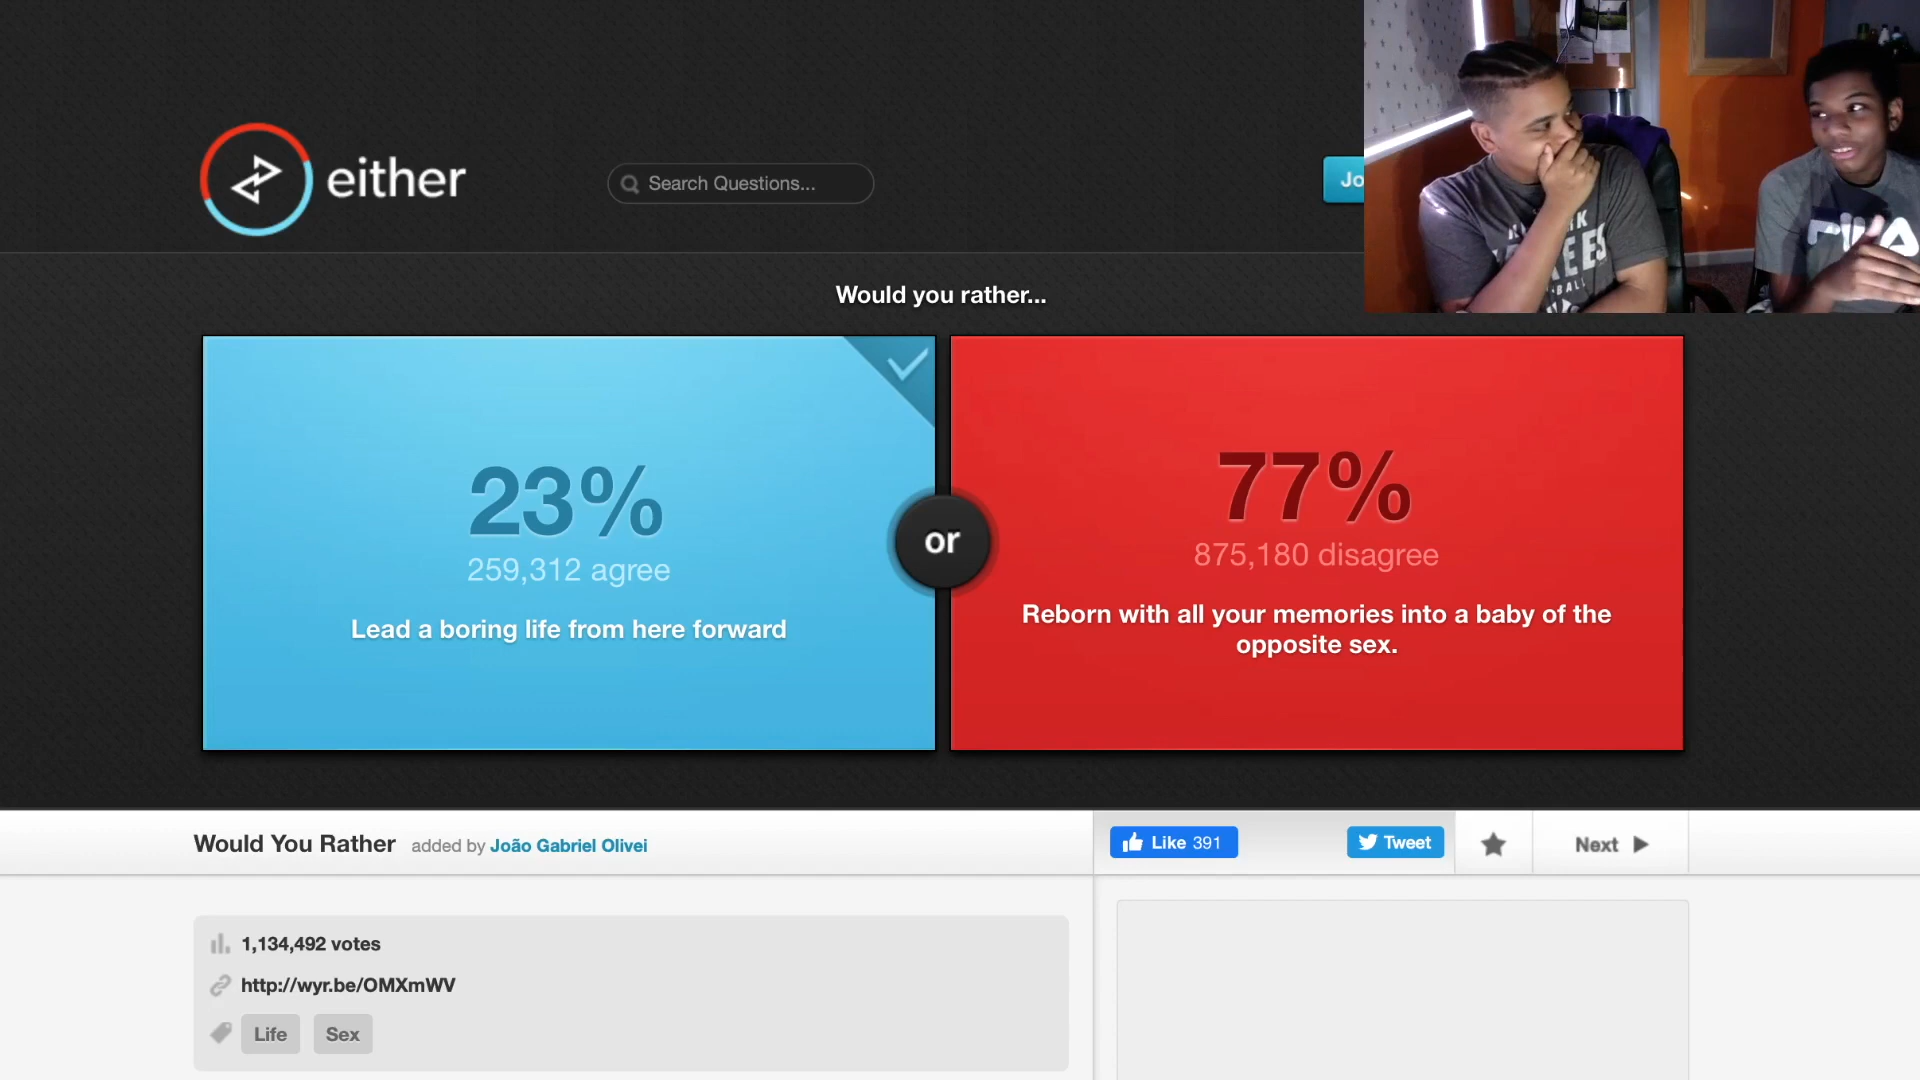 either
Search Questions...
Jo
Would you rather...
23%
259,312 agree
Lead a boring life from here forward
or
77%
875,180 disagree
Reborn with all your memories into a baby of the
opposite sex.
Would You Rather added by João Gabriel Olivei
Like 391
Tweet
Next
1,134,492 votes
http://wyr.be/OMXmWV
Life
Sex